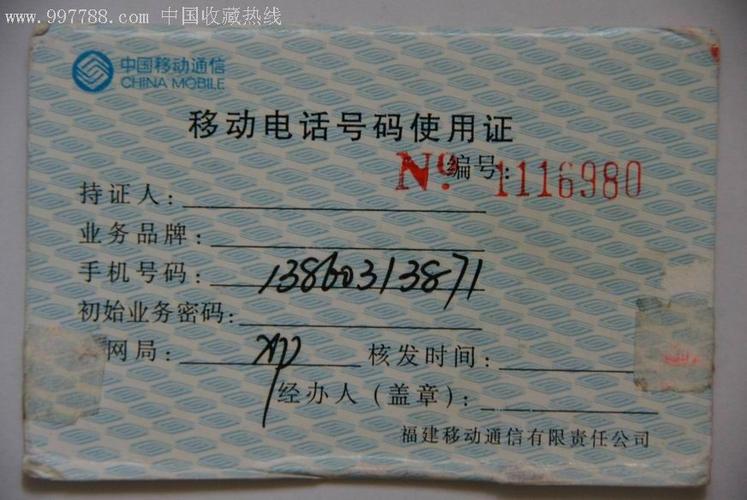 www.997788.com 中国收藏热线
中国移动通信
CHINA MOBILE
移动电话号码使用证
No. 编号: 1116980
持证人:
业务品牌:
手机号码: 13860313871
初始业务密码:
网局: 核发时间:
经办人(盖章):
福建移动通信有限责任公司